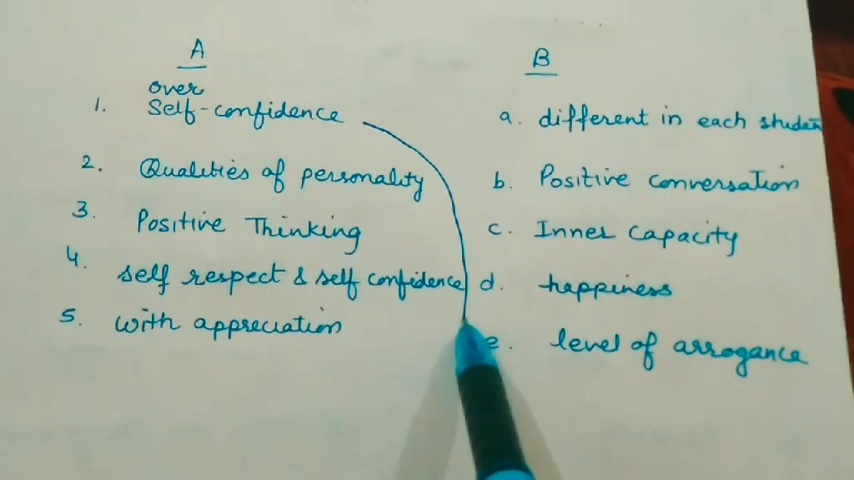 A
B
over
1. Self-confidence
a. different in each studen
2. Qualities of personality
b. Positive conversation
3. Positive Thinking
c. Inner capacity
4. self respect & self confidence
d. happiness
5. with appreciation
e. level of arrogance